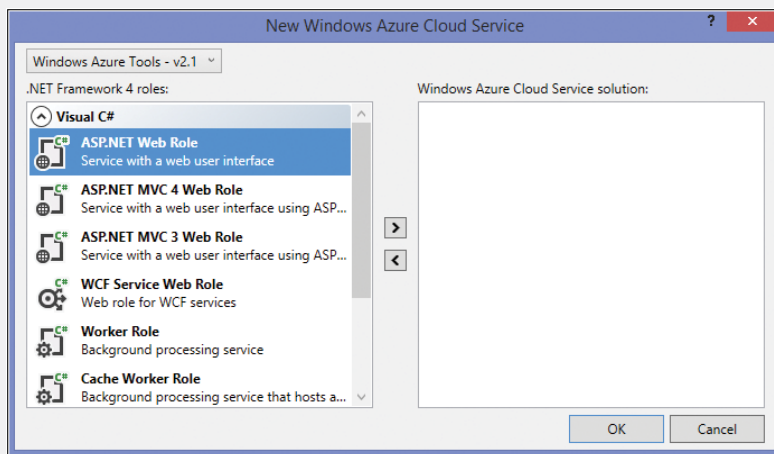 New Windows Azure Cloud Service
?
Windows Azure Tools - v2.1
.NET Framework 4 roles:
Windows Azure Cloud Service solution:
Visual C#
C#
ASP.NET Web Role
Service with a web user interface
C#
ASP.NET MVC 4 Web Role
Service with a web user interface using ASP...
C#
ASP.NET MVC 3 Web Role
Service with a web user interface using ASP...
C#
WCF Service Web Role
Web role for WCF services
C#
Worker Role
Background processing service
C#
Cache Worker Role
Background processing service that hosts a...
OK
Cancel